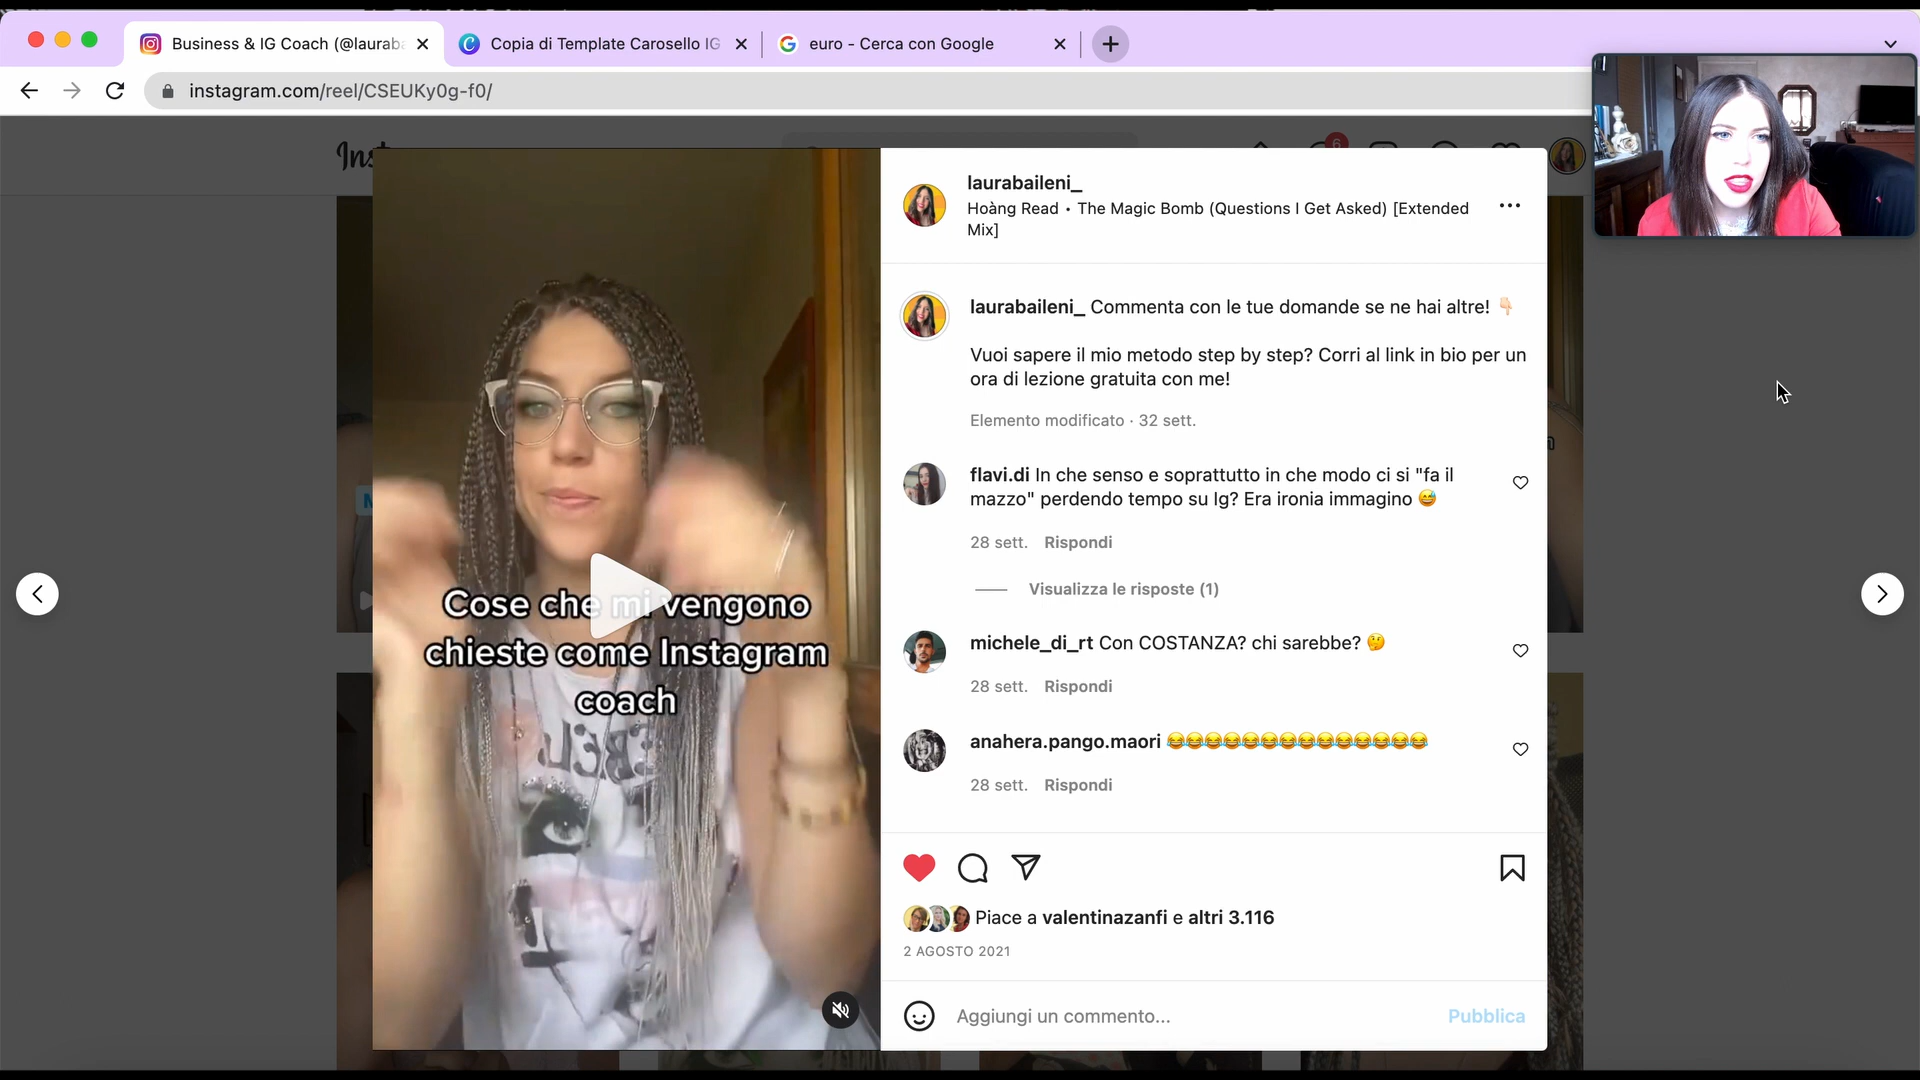 Business & IG Coach (@lauraba
Copia di Template Carosello IG
euro - Cerca con Google
instagram.com/reel/CSEUKy0g-f0/
6
laurabaileni_
Hoàng Read • The Magic Bomb (Questions I Get Asked) [Extended
Mix]
laurabaileni_ Commenta con le tue domande se ne hai altre! 👇🏻
Vuoi sapere il mio metodo step by step? Corri al link in bio per un
ora di lezione gratuita con me!
Elemento modificato · 32 sett.
flavi.di In che senso e soprattutto in che modo ci si "fa il
mazzo" perdendo tempo su Ig? Era ironia immagino 😅
28 sett. Rispondi
Visualizza le risposte (1)
michele_di_rt Con COSTANZA? chi sarebbe? 🤔
28 sett. Rispondi
anahera.pango.maori 😂😂😂😂😂😂😂😂😂😂😂😂😂😂
28 sett. Rispondi
Piace a valentinazanfi e altri 3.116
2 AGOSTO 2021
Aggiungi un commento...
Pubblica
Cose che mi vengono
chieste come Instagram
coach